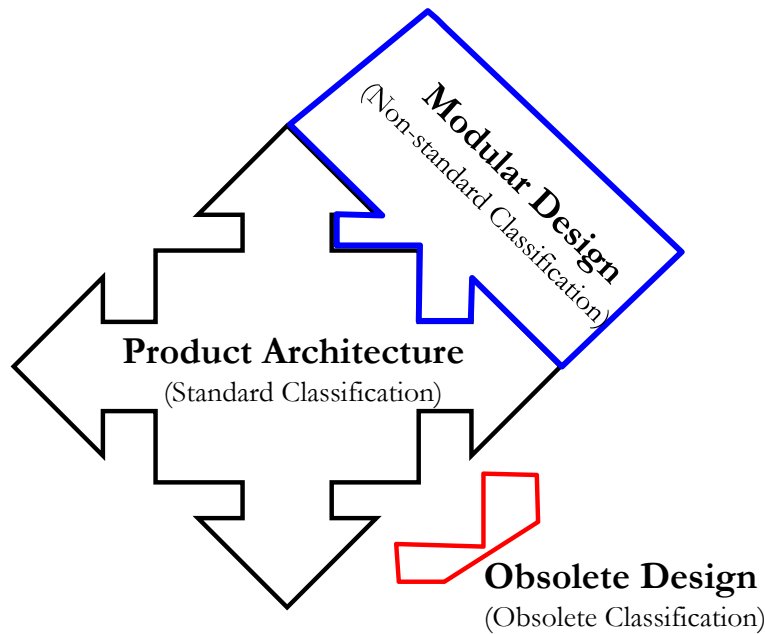 Modular Design
(Non-standard Classification)
Product Architecture
(Standard Classification)
Obsolete Design
(Obsolete Classification)